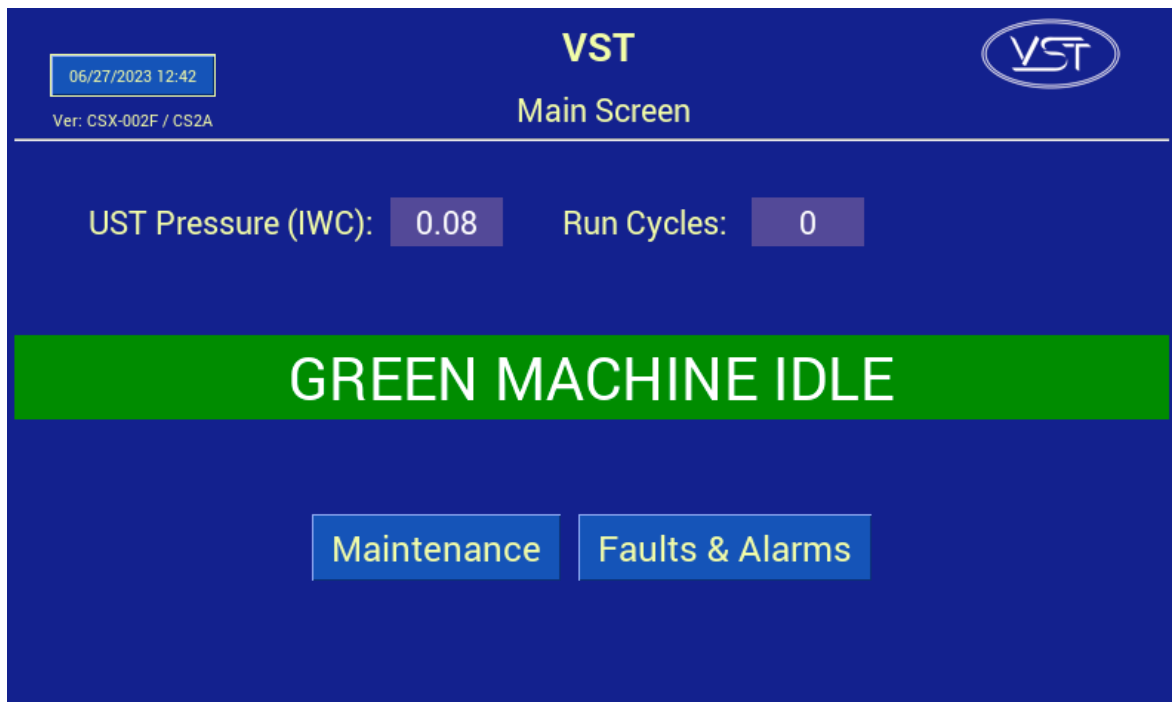 VST
VST
06/27/2023 12:42
Main Screen
Ver: CSX-002F / CS2A
UST Pressure (IWC): 0.08 Run Cycles: 0
GREEN MACHINE IDLE
Maintenance Faults & Alarms